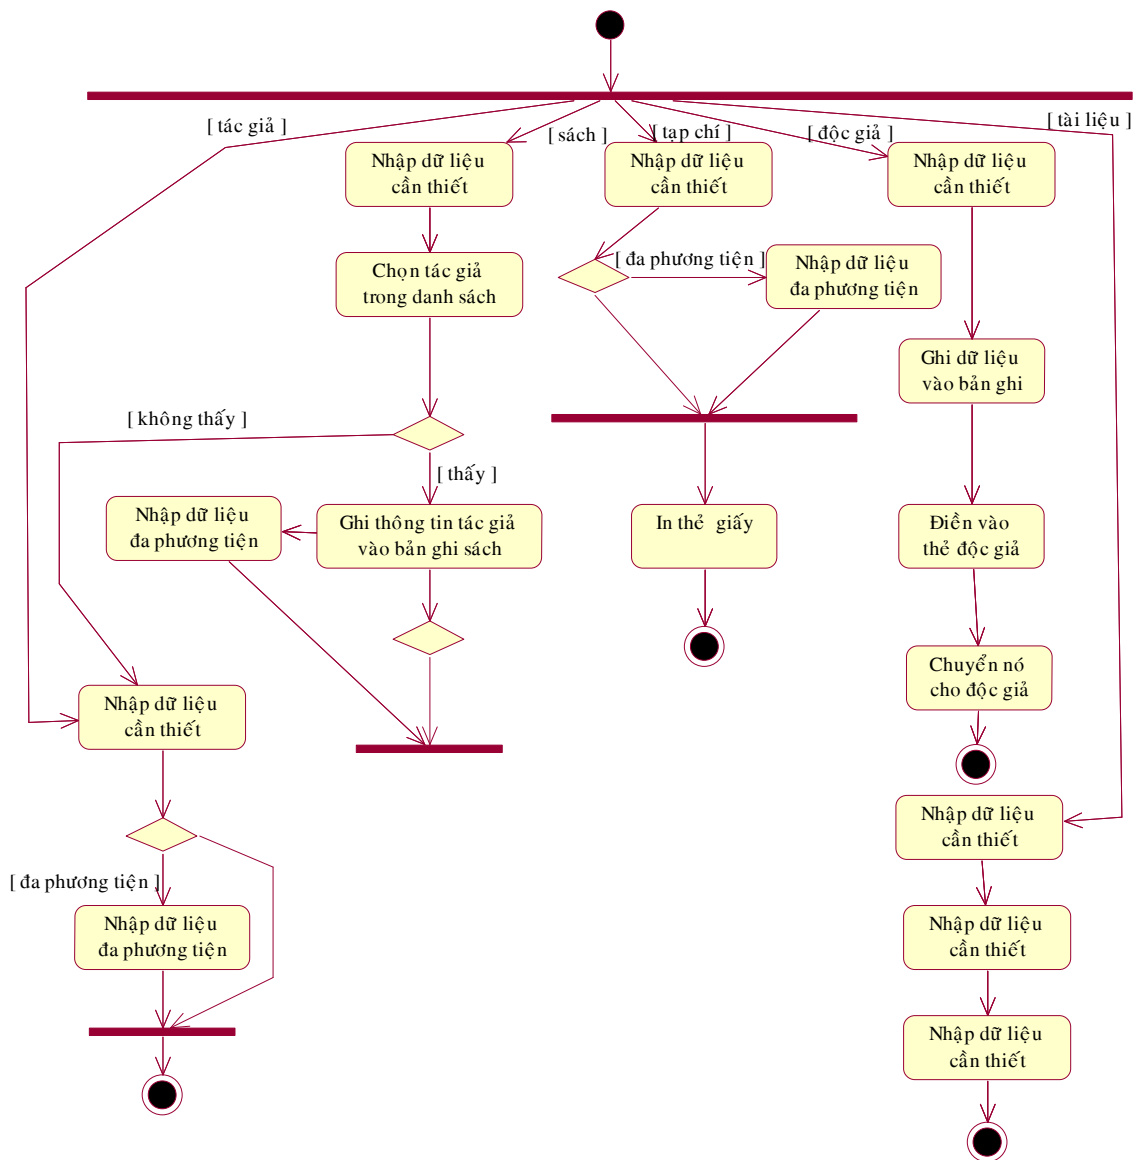 [ tác giả ]
[ sách ]
[ tạp chí ]
[ độc giả ]
[ tài liệu ]
Nhập dữ liệu
cần thiết
Nhập dữ liệu
cần thiết
Nhập dữ liệu
cần thiết
Chọn tác giả
trong danh sách
[ đa phương tiện ]
Nhập dữ liệu
đa phương tiện
Ghi dữ liệu
vào bản ghi
[ không thấy ]
[ thấy ]
Nhập dữ liệu
đa phương tiện
Ghi thông tin tác giả
vào bản ghi sách
In thẻ giấy
Điền vào
thẻ độc giả
Chuyển nó
cho độc giả
Nhập dữ liệu
cần thiết
Nhập dữ liệu
cần thiết
[ đa phương tiện ]
Nhập dữ liệu
đa phương tiện
Nhập dữ liệu
cần thiết
Nhập dữ liệu
cần thiết